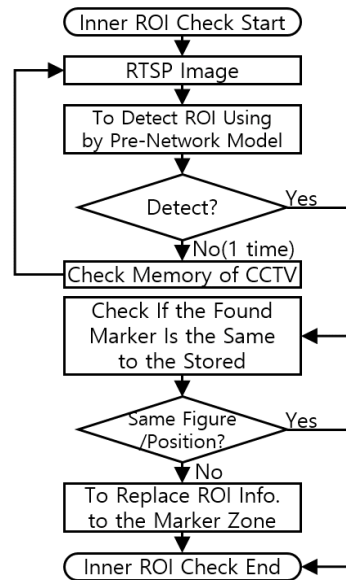 Inner ROI Check Start
RTSP Image
To Detect ROI Using
by Pre-Network Model
Detect?
Yes
No(1 time)
Check Memory of CCTV
Check If the Found
Marker Is the Same
to the Stored
Same Figure
/Position?
Yes
No
To Replace ROI Info.
to the Marker Zone
Inner ROI Check End